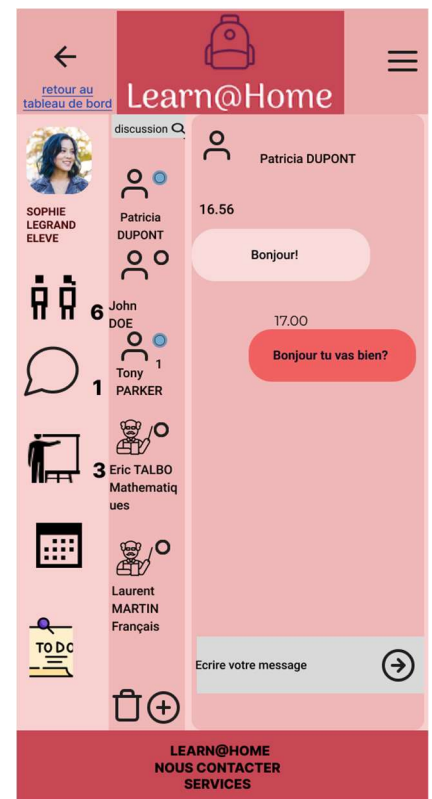 retour au
tableau de bord
Learn@Home
discussion
SOPHIE
LEGRAND
ELEVE
6
1
3
TO DO
Patricia
DUPONT
John
DOE
1
Tony
PARKER
Eric TALBO
Mathematiq
ues
Laurent
MARTIN
Français
Patricia DUPONT
16.56
Bonjour!
17.00
Bonjour tu vas bien?
Ecrire votre message
LEARN@HOME
NOUS CONTACTER
SERVICES